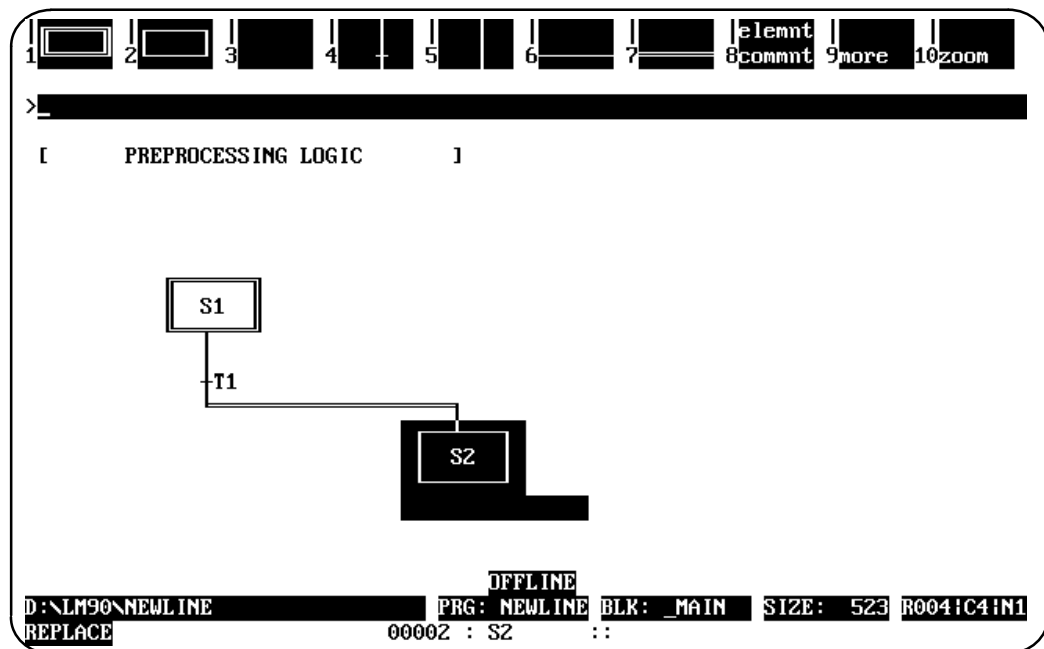 elemnt
1 2 3 4 5 6 7 8commnt 9more 10zoom
>_
[ PREPROCESSING LOGIC ]
S1
T1
S2
OFFLINE
D:\LM90\NEWLINE PRG: NEWLINE BLK: _MAIN SIZE: 523 R004|C4|N1
REPLACE 00002 : S2 ::